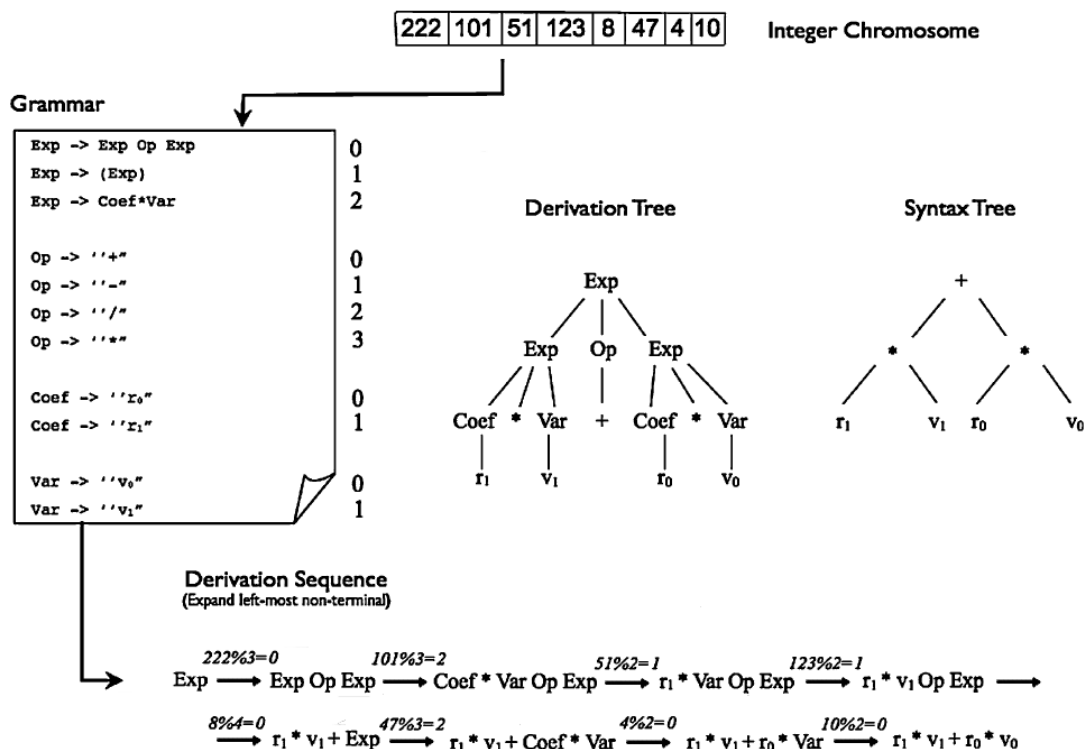 222 101 51 123 8 47 4 10 Integer Chromosome
Grammar
Exp -> Exp Op Exp 0
Exp -> (Exp) 1
Exp -> Coef*Var 2
Op -> ''+" 0
Op -> ''-" 1
Op -> ''/" 2
Op -> ''*" 3
Coef -> ''r₀" 0
Coef -> ''r₁" 1
Var -> ''v₀" 0
Var -> ''v₁" 1
Derivation Tree
Exp
Exp Op Exp
Coef * Var + Coef * Var
r₁ v₁ r₀ v₀
Syntax Tree
+
* *
r₁ v₁ r₀ v₀
Derivation Sequence
(Expand left-most non-terminal)
222%3=0 101%3=2 51%2=1 123%2=1
Exp Exp Op Exp Coef * Var Op Exp r₁ * Var Op Exp r₁ * v₁ Op Exp
8%4=0 47%3=2 4%2=0 10%2=0
r₁ * v₁ + Exp r₁ * v₁ + Coef * Var r₁ * v₁ + r₀ * Var r₁ * v₁ + r₀ * v₀